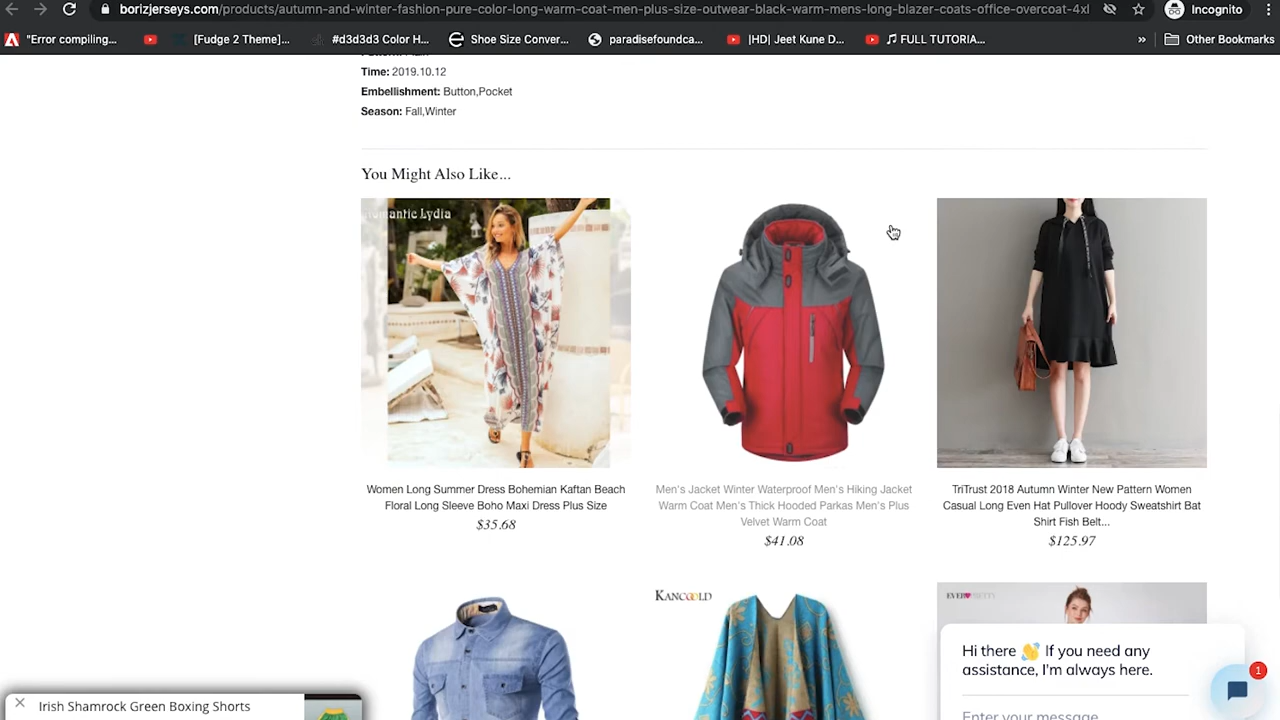 borizjerseys.com/products/autumn-and-winter-fashion-pure-color-long-warm-coat-men-plus-size-outwear-black-warm-mens-long-blazer-coats-office-overcoat-4xl
Incognito
"Error compiling...
[Fudge 2 Theme]...
#d3d3d3 Color H...
Shoe Size Conver...
paradisefoundca...
|HD| Jeet Kune D...
♫ FULL TUTORIA...
»
Other Bookmarks
Time: 2019.10.12
Embellishment: Button,Pocket
Season: Fall,Winter
You Might Also Like...
Romantic Lydia
Women Long Summer Dress Bohemian Kaftan Beach
Floral Long Sleeve Boho Maxi Dress Plus Size
$35.68
Men's Jacket Winter Waterproof Men's Hiking Jacket
Warm Coat Men's Thick Hooded Parkas Men's Plus
Velvet Warm Coat
$41.08
TriTrust 2018 Autumn Winter New Pattern Women
Casual Long Even Hat Pullover Hoody Sweatshirt Bat
Shirt Fish Belt...
$125.97
KANCOOLD
EVER PRETTY
Hi there 👋 If you need any
assistance, I'm always here.
1
Enter your message
Irish Shamrock Green Boxing Shorts